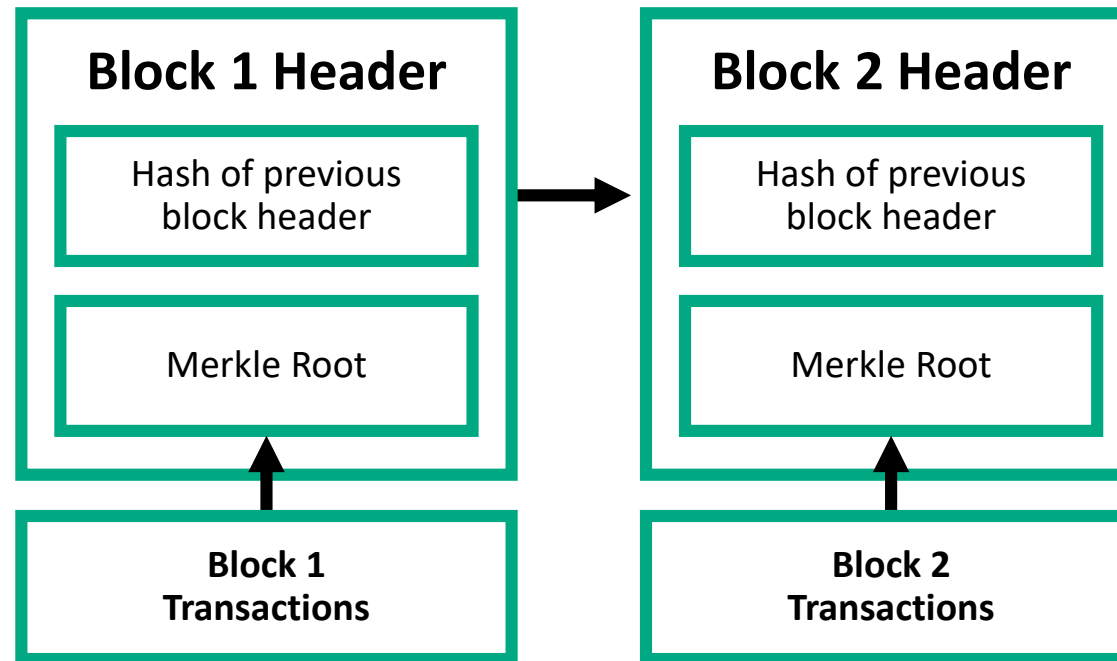 Block 1 Header
Hash of previous
block header
Merkle Root
Block 1
Transactions
Block 2 Header
Hash of previous
block header
Merkle Root
Block 2
Transactions